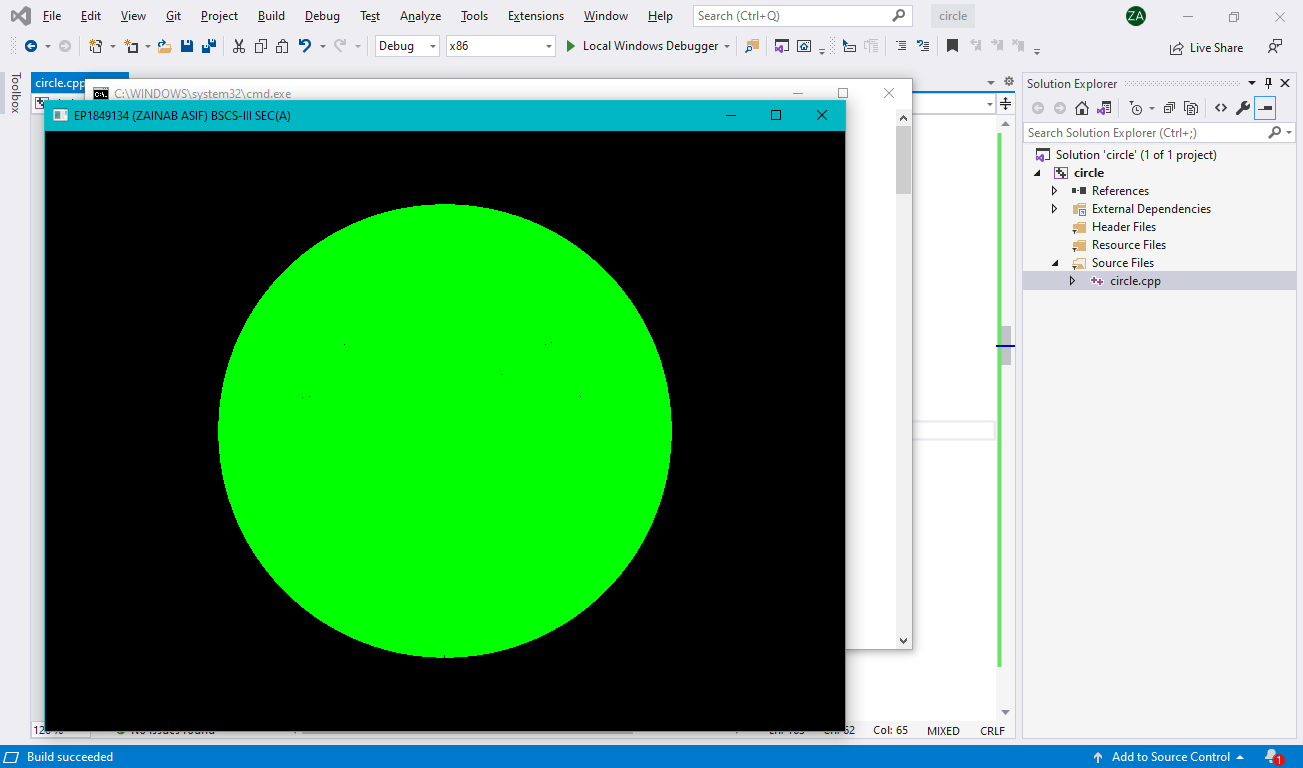 File Edit View Git Project Build Debug Test Analyze Tools Extensions Window Help Search (Ctrl+Q) circle ZA
Debug x86 Local Windows Debugger Live Share
Toolbox
circle.cpp
C:\WINDOWS\system32\cmd.exe
EP1849134 (ZAINAB ASIF) BSCS-III SEC(A)
Solution Explorer
Search Solution Explorer (Ctrl+;)
Solution 'circle' (1 of 1 project)
circle
References
External Dependencies
Header Files
Resource Files
Source Files
circle.cpp
Col: 65 MIXED CRLF
Build succeeded Add to Source Control 1